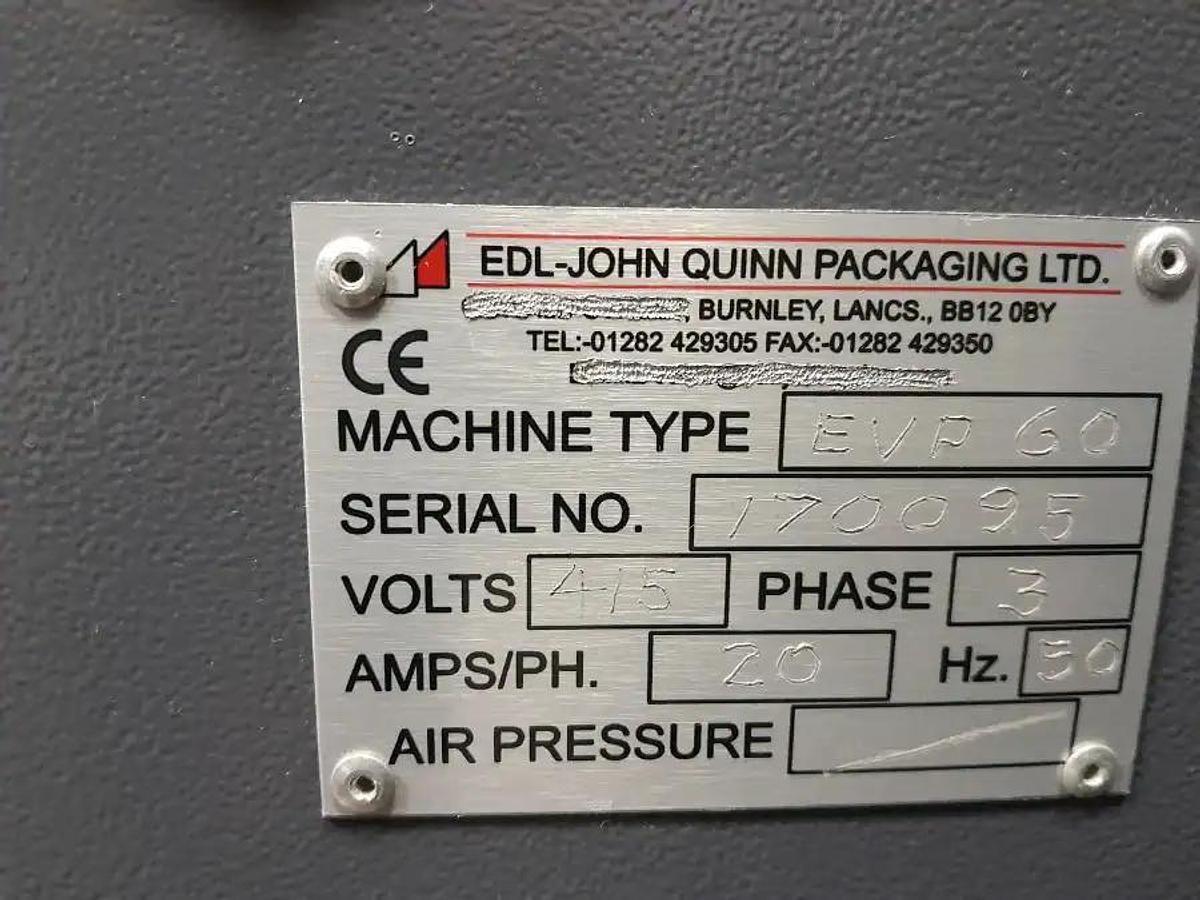 EDL-JOHN QUINN PACKAGING LTD.
, BURNLEY, LANCS., BB12 0BY
TEL:-01282 429305 FAX:-01282 429350
CE
MACHINE TYPE EVP 60
SERIAL NO. 170095
VOLTS 415 PHASE 3
AMPS/PH. 20 Hz. 50
AIR PRESSURE